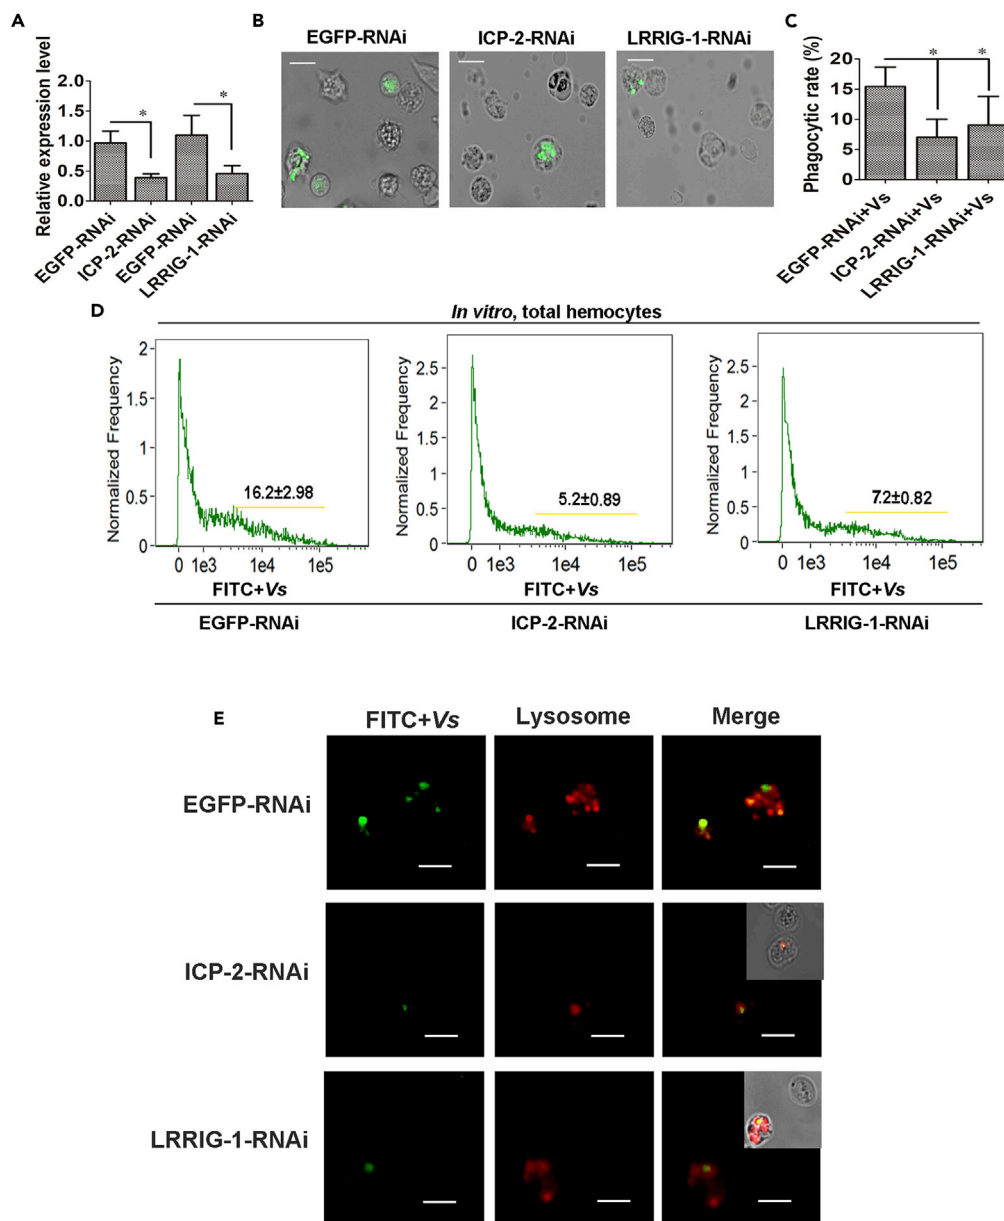 A
Relative expression level
2.0
1.5
1.0
0.5
0.0
*
*
EGFP-RNAi
ICP-2-RNAi
EGFP-RNAi
LRRIG-1-RNAi
B
EGFP-RNAi
ICP-2-RNAi
LRRIG-1-RNAi
C
Phagocytic rate (%)
20
15
10
5
0
*
*
EGFP-RNAi+Vs
ICP-2-RNAi+Vs
LRRIG-1-RNAi+Vs
D
In vitro, total hemocytes
Normalized Frequency
2
1.5
1
0.5
0
16.2±2.98
0 1e3 1e4 1e5
FITC+Vs
EGFP-RNAi
Normalized Frequency
2.5
2
1.5
1
0.5
0
5.2±0.89
0 1e3 1e4 1e5
FITC+Vs
ICP-2-RNAi
Normalized Frequency
2.5
2
1.5
1
0.5
0
7.2±0.82
0 1e3 1e4 1e5
FITC+Vs
LRRIG-1-RNAi
E
FITC+Vs Lysosome Merge
EGFP-RNAi
ICP-2-RNAi
LRRIG-1-RNAi